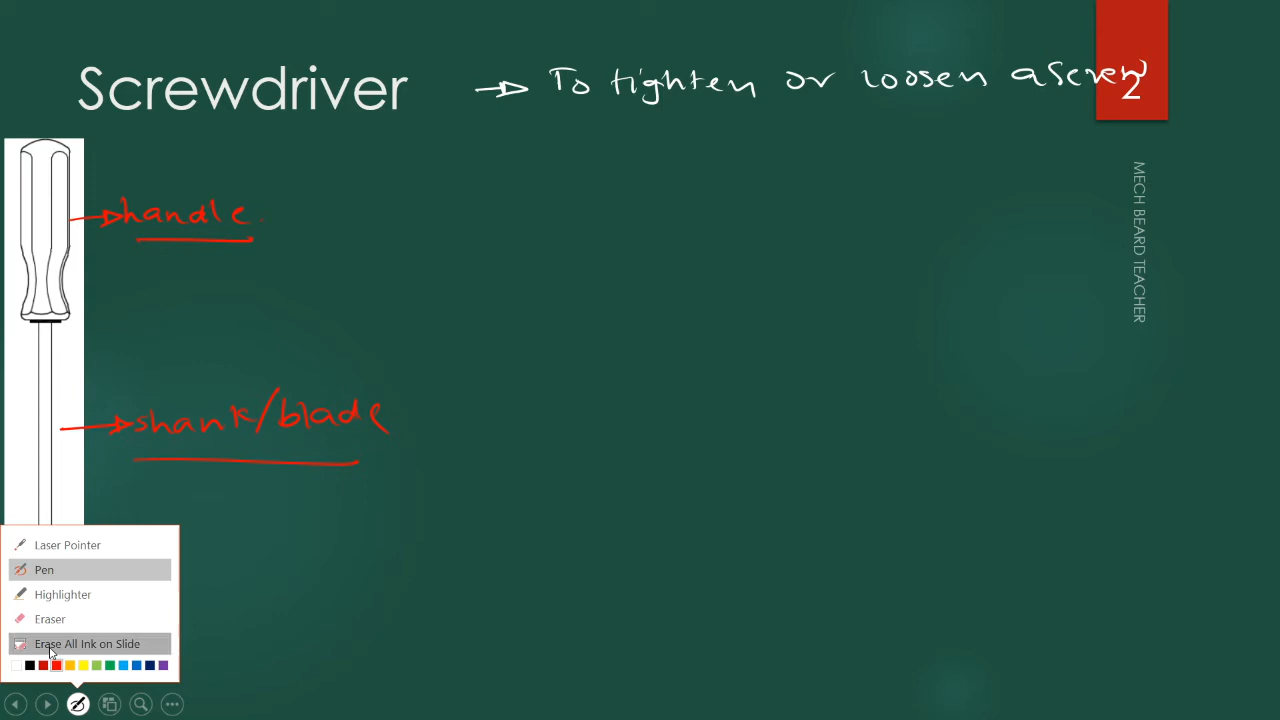 Screwdriver → To tighten or loosen a screw
2
MECH BEARD TEACHER
handle
shank/blade
Laser Pointer
Pen
Highlighter
Eraser
Erase All Ink on Slide